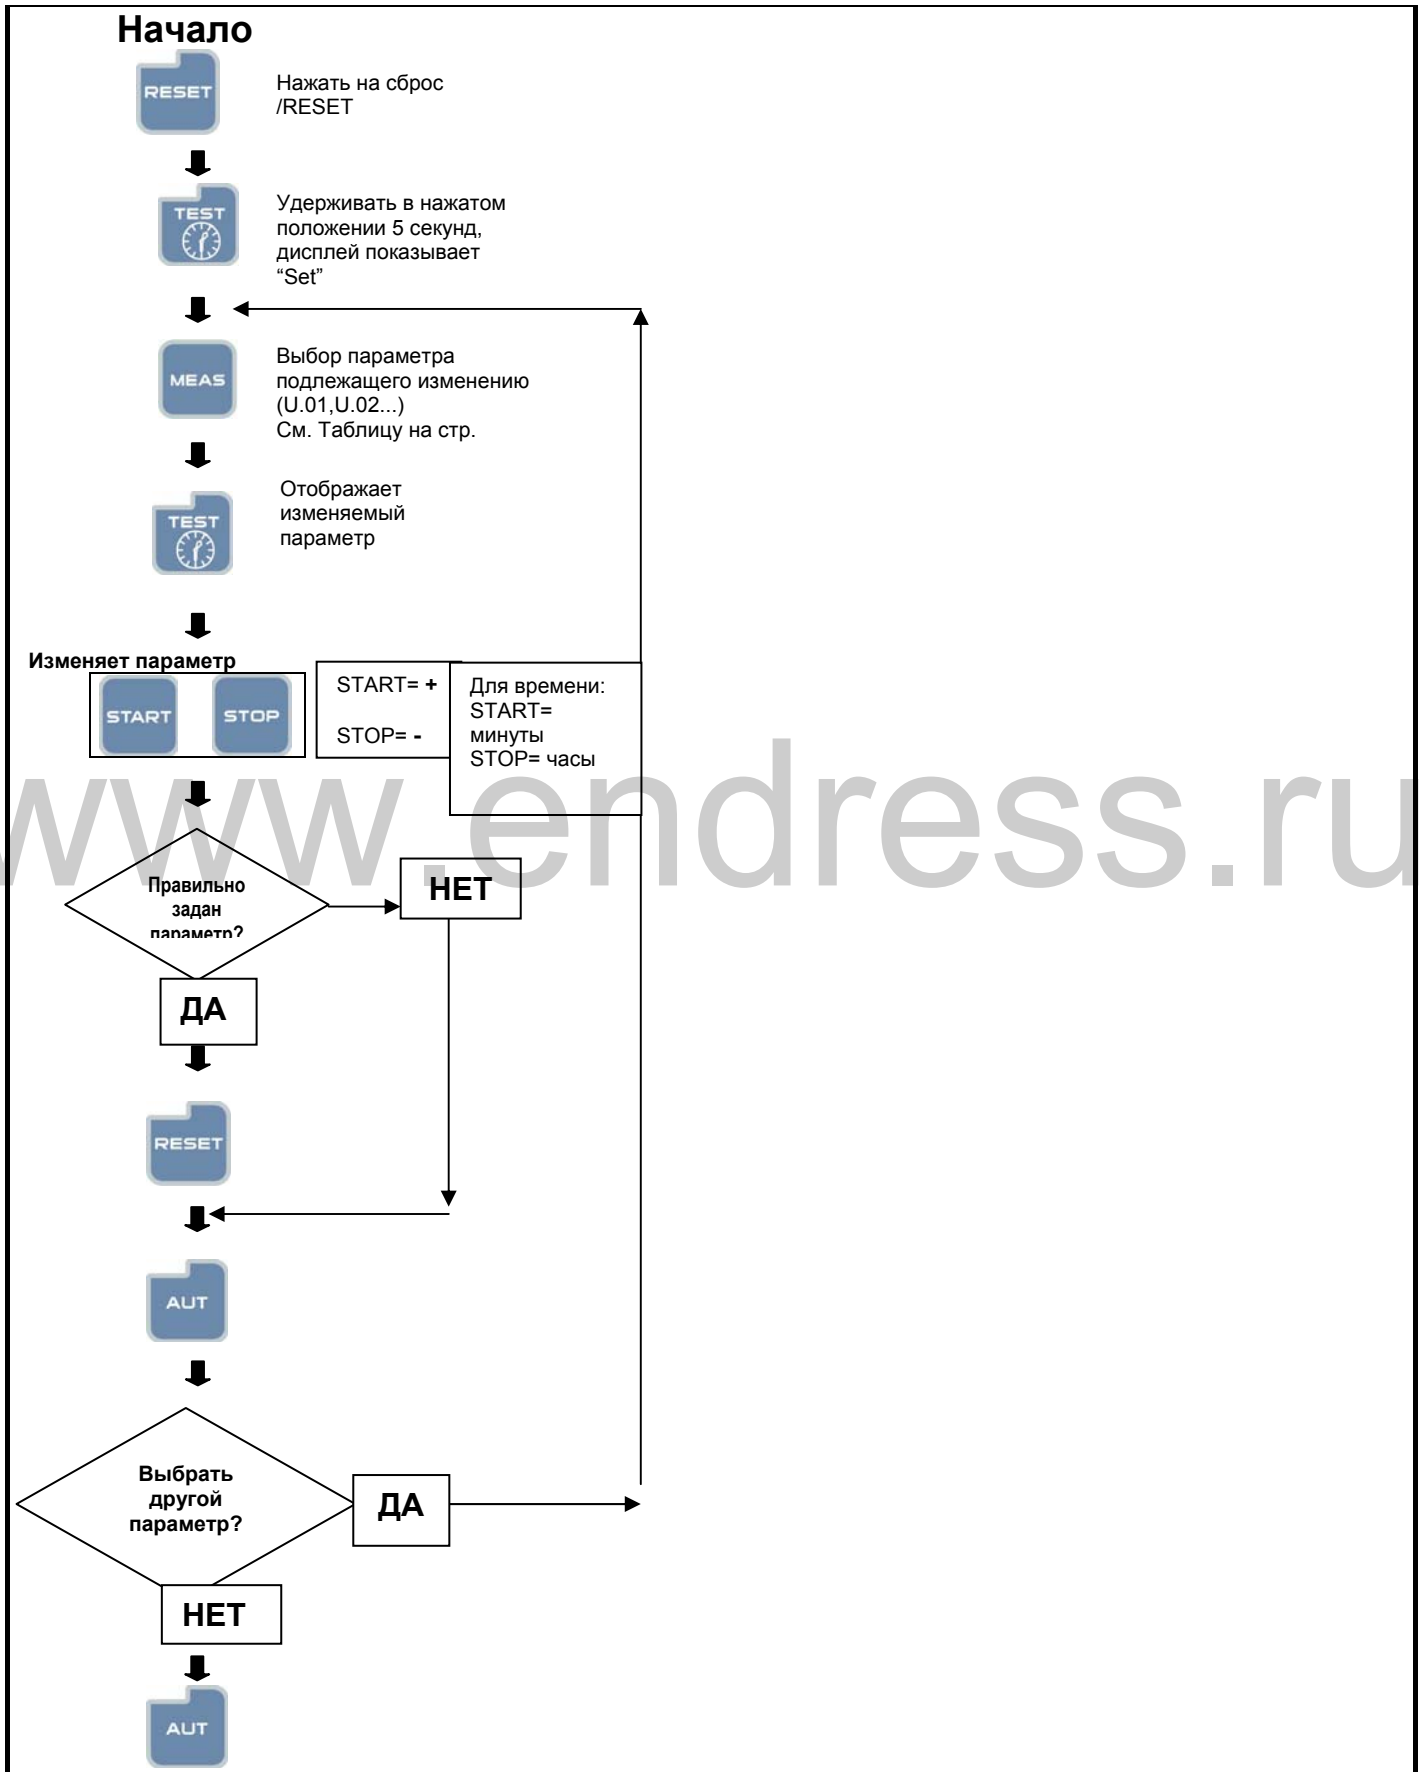 Начало
RESET
Нажать на сброс
/RESET
TEST
Удерживать в нажатом
положении 5 секунд,
дисплей показывает
“Set”
MEAS
Выбор параметра
подлежащего изменению
(U.01,U.02...)
См. Таблицу на стр.
TEST
Отображает
изменяемый
параметр
Изменяет параметр
START
STOP
START= +
STOP= -
Для времени:
START=
минуты
STOP= часы
www.endress.ru
Правильно
задан
параметр?
НЕТ
ДА
RESET
AUT
Выбрать
другой
параметр?
ДА
НЕТ
AUT